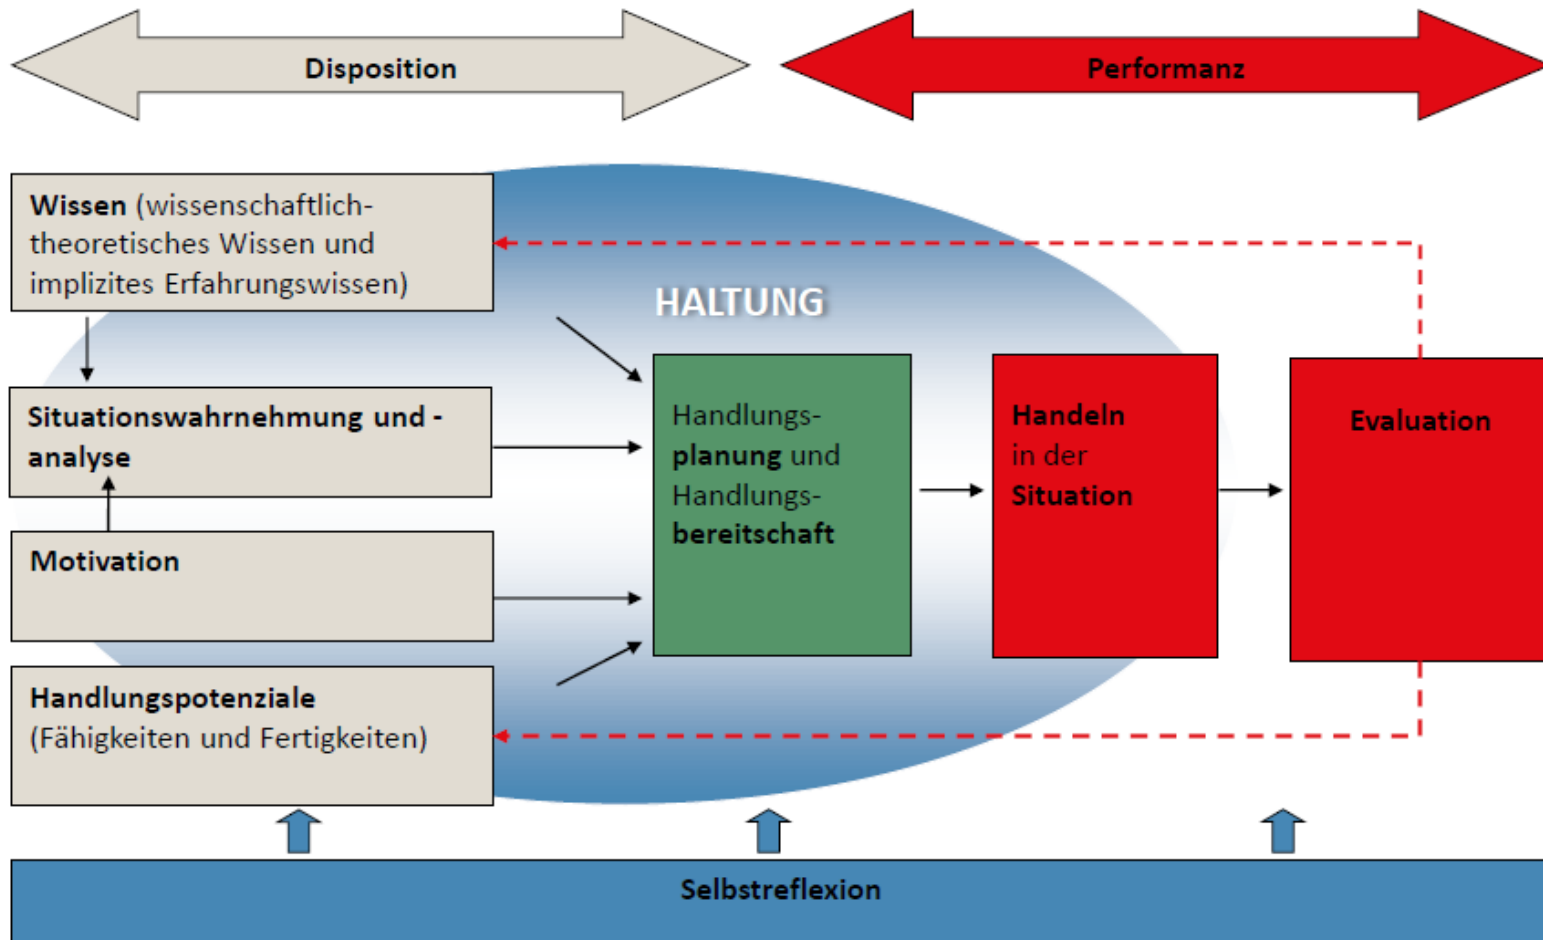 Disposition
Performanz
Wissen (wissenschaftlich-
theoretisches Wissen und
implizites Erfahrungswissen)
HALTUNG
Situationswahrnehmung und -
analyse
Handlungs-
planung und
Handlungs-
bereitschaft
Handeln
in der
Situation
Evaluation
Motivation
Handlungspotenziale
(Fähigkeiten und Fertigkeiten)
Selbstreflexion